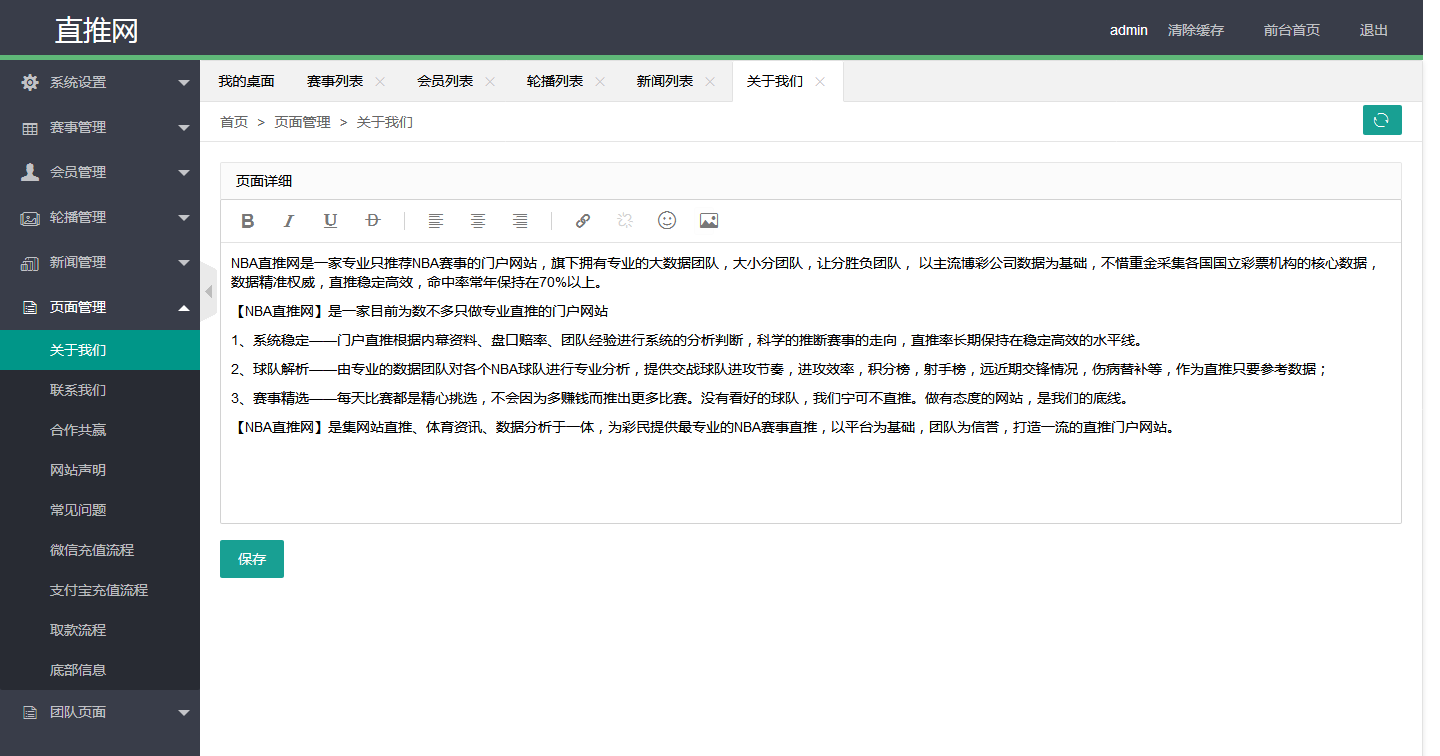 直推网
admin 清除缓存 前台首页 退出
系统设置
赛事管理
会员管理
轮播管理
新闻管理
页面管理
关于我们
联系我们
合作共赢
网站声明
常见问题
微信充值流程
支付宝充值流程
取款流程
底部信息
团队页面
我的桌面 赛事列表 会员列表 轮播列表 新闻列表 关于我们
首页 > 页面管理 > 关于我们
页面详细
B I U D
NBA直推网是一家专业只推荐NBA赛事的门户网站，旗下拥有专业的大数据团队，大小分团队，让分胜负团队， 以主流博彩公司数据为基础，不惜重金采集各国国立彩票机构的核心数据，
数据精准权威，直推稳定高效，命中率常年保持在70%以上。
【NBA直推网】是一家目前为数不多只做专业直推的门户网站
1、系统稳定——门户直推根据内幕资料、盘口赔率、团队经验进行系统的分析判断，科学的推断赛事的走向，直推率长期保持在稳定高效的水平线。
2、球队解析——由专业的数据团队对各个NBA球队进行专业分析，提供交战球队进攻节奏，进攻效率，积分榜，射手榜，远近期交锋情况，伤病替补等，作为直推只要参考数据；
3、赛事精选——每天比赛都是精心挑选，不会因为多赚钱而推出更多比赛。没有看好的球队，我们宁可不直推。做有态度的网站，是我们的底线。
【NBA直推网】是集网站直推、体育资讯、数据分析于一体，为彩民提供最专业的NBA赛事直推，以平台为基础，团队为信誉，打造一流的直推门户网站。
保存